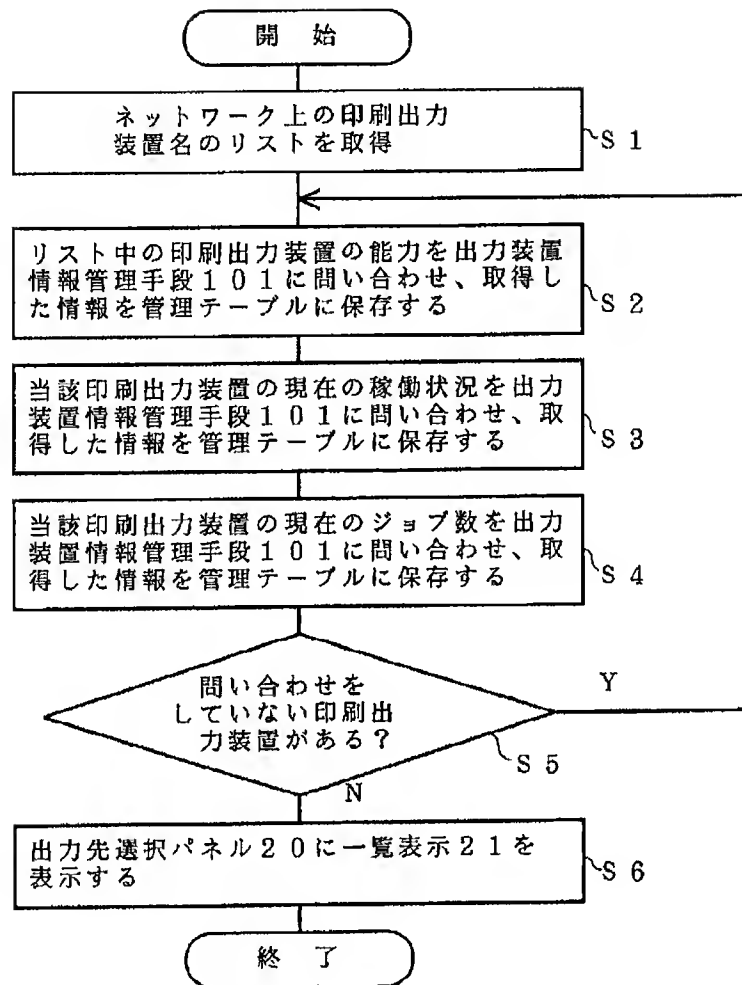 開 始
ネットワーク上の印刷出力
装置名のリストを取得
S 1
リスト中の印刷出力装置の能力を出力装置
情報管理手段１０１に問い合わせ、取得し
た情報を管理テーブルに保存する
S 2
当該印刷出力装置の現在の稼働状況を出力
装置情報管理手段１０１に問い合わせ、取
得した情報を管理テーブルに保存する
S 3
当該印刷出力装置の現在のジョブ数を出力
装置情報管理手段１０１に問い合わせ、取
得した情報を管理テーブルに保存する
S 4
問い合わせを
していない印刷出
力装置がある？
Y
S 5
N
出力先選択パネル２０に一覧表示２１を
表示する
S 6
終 了